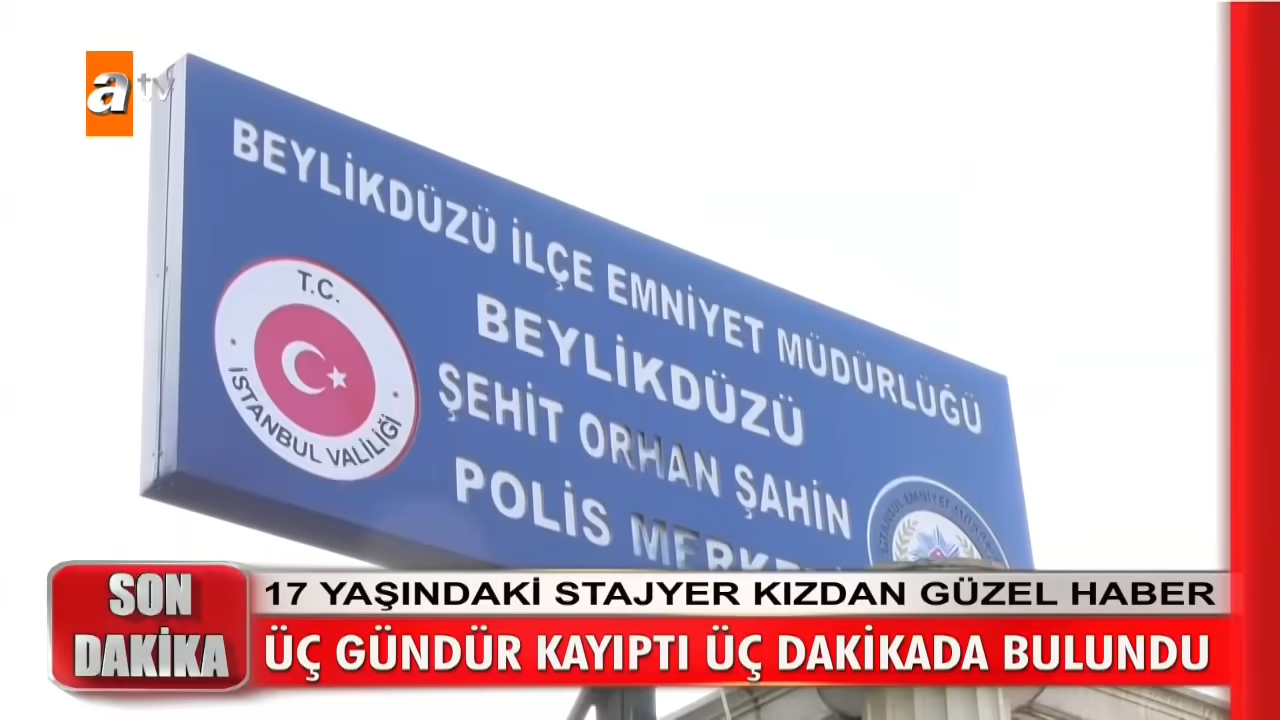 atv
BEYLİKDÜZÜ İLÇE EMNİYET MÜDÜRLÜĞÜ
BEYLİKDÜZÜ
ŞEHİT ORHAN ŞAHİN
POLİS
T.C.
İSTANBUL VALİLİĞİ
SON
DAKİKA
17 YAŞINDAKİ STAJYER KIZDAN GÜZEL HABER
ÜÇ GÜNDÜR KAYIPTI ÜÇ DAKİKADA BULUNDU